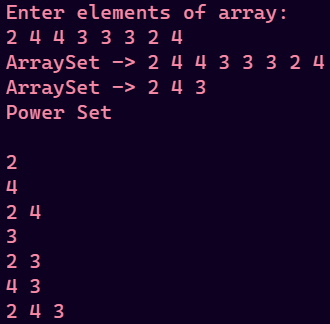 Enter elements of array:
2 4 4 3 3 3 2 4
ArraySet -> 2 4 4 3 3 3 2 4
ArraySet -> 2 4 3
Power Set

2
4
2 4
3
2 3
4 3
2 4 3